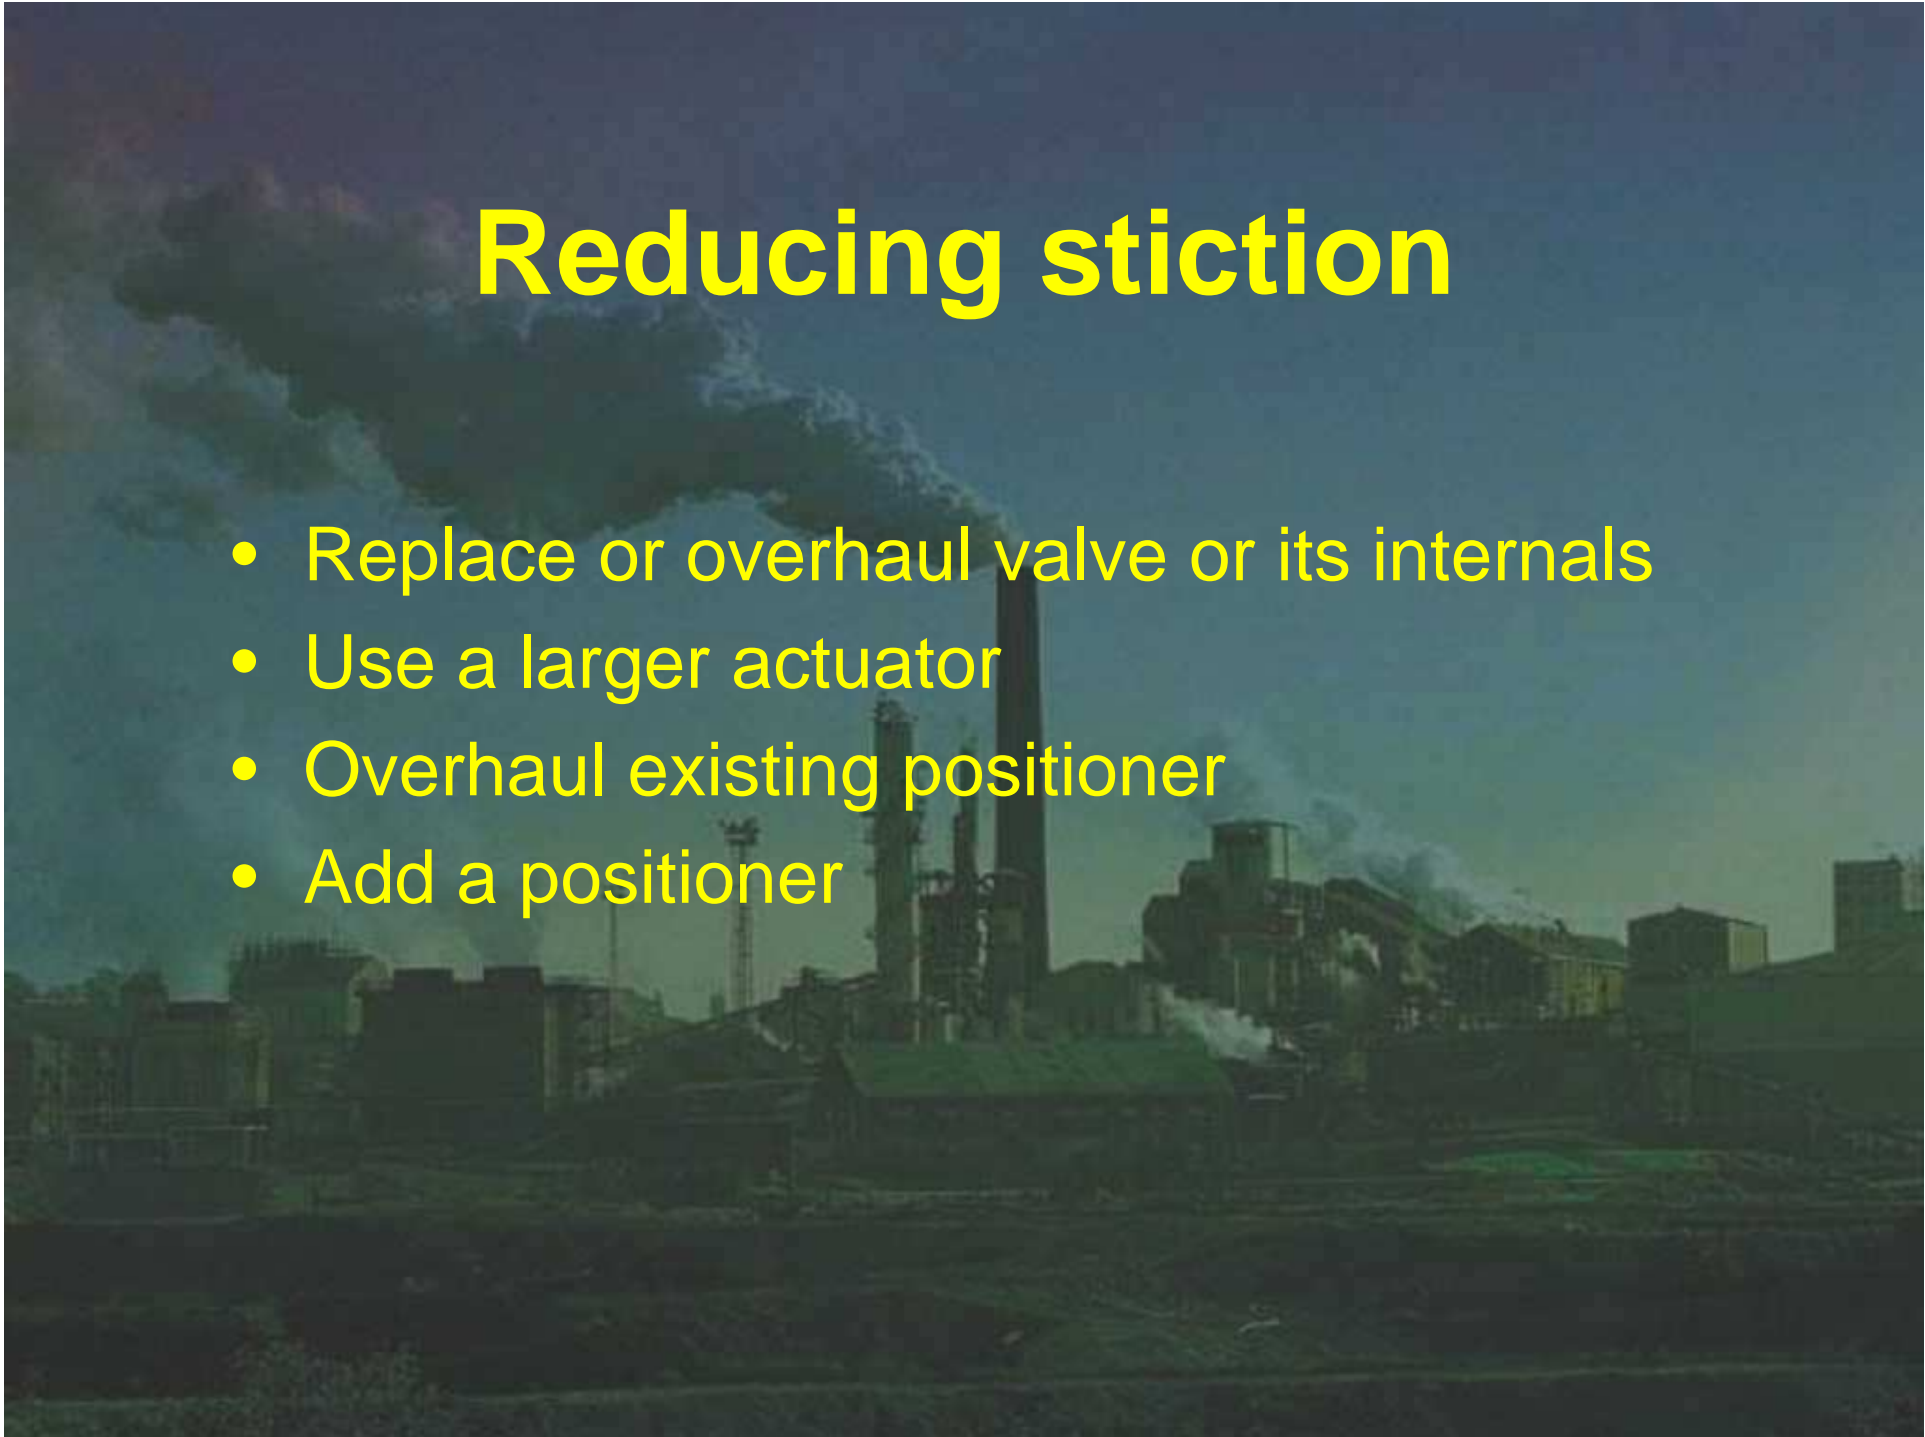 Reducing stiction
• Replace or overhaul valve or its internals
• Use a larger actuator
• Overhaul existing positioner
• Add a positioner